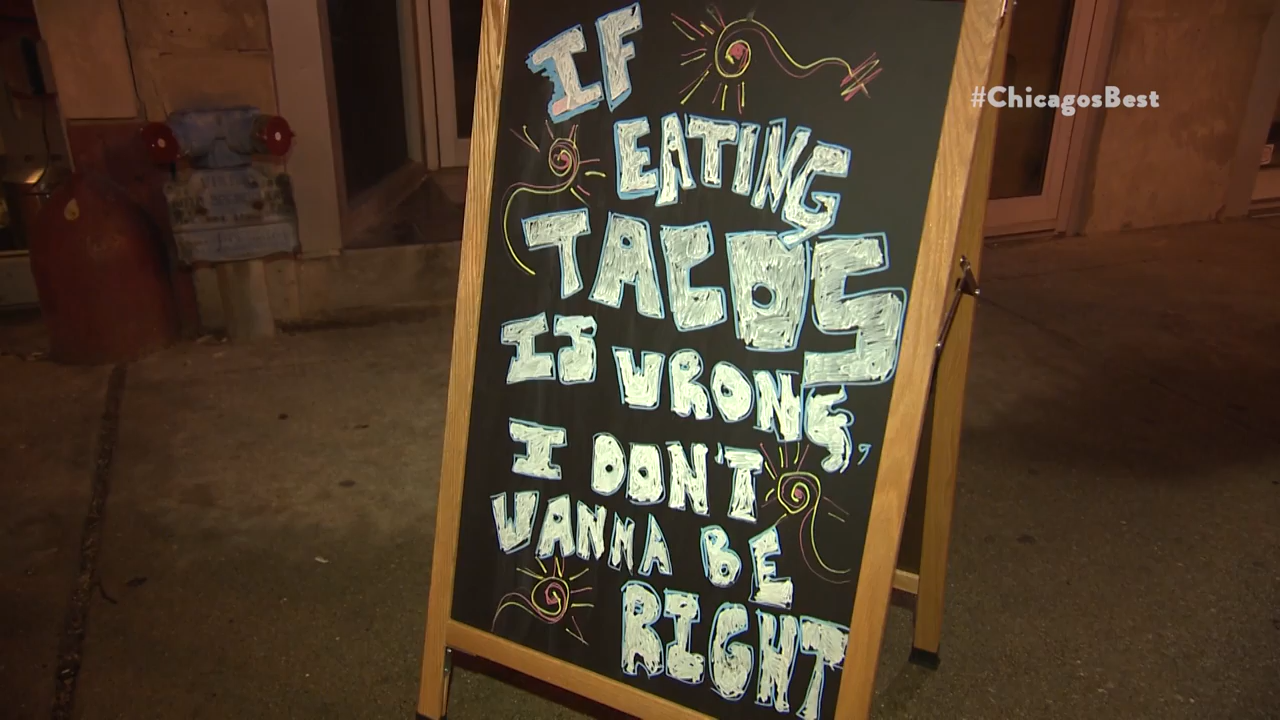 IF
EATING
TACOS
IS WRONG,
I DON'T
WANNA BE
RIGHT
#ChicagosBest